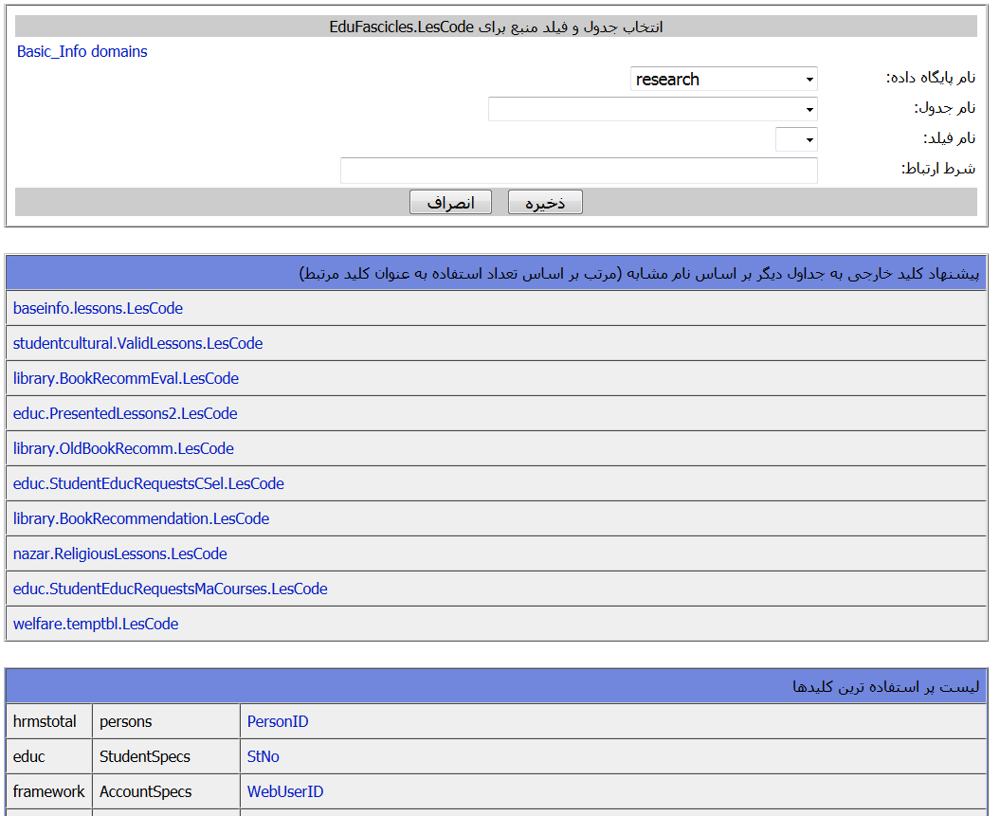 انتخاب جدول و فیلد منبع برای EduFascicles.LesCode
Basic_Info domains
نام پایگاه داده: research
نام جدول:
نام فیلد:
شرط ارتباط:
ذخیره انصراف
پیشنهاد کلید خارجی به جداول دیگر بر اساس نام مشابه (مرتب بر اساس تعداد استفاده به عنوان کلید مرتبط)
baseinfo.lessons.LesCode
studentcultural.ValidLessons.LesCode
library.BookRecommEval.LesCode
educ.PresentedLessons2.LesCode
library.OldBookRecomm.LesCode
educ.StudentEducRequestsCSel.LesCode
library.BookRecommendation.LesCode
nazar.ReligiousLessons.LesCode
educ.StudentEducRequestsMaCourses.LesCode
welfare.temptbl.LesCode
لیست پر استفاده ترین کلیدها
hrmstotal persons PersonID
educ StudentSpecs StNo
framework AccountSpecs WebUserID